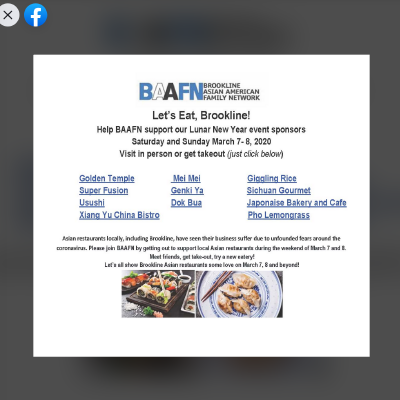 BAAFN BROOKLINE
ASIAN AMERICAN
FAMILY NETWORK
Let's Eat, Brookline!
Help BAAFN support our Lunar New Year event sponsors
Saturday and Sunday March 7- 8, 2020
Visit in person or get takeout (just click below)
Golden Temple Mei Mei Giggling Rice
Super Fusion Genki Ya Sichuan Gourmet
Usushi Dok Bua Japonaise Bakery and Cafe
Xiang Yu China Bistro Pho Lemongrass
Asian restaurants locally, including Brookline, have seen their business suffer due to unfounded fears around the
coronavirus. Please join BAAFN by getting out to support local Asian restaurants during the weekend of March 7 and 8.
Meet friends, get take-out, try a new eatery!
Let's all show Brookline Asian restaurants some love on March 7, 8 and beyond!